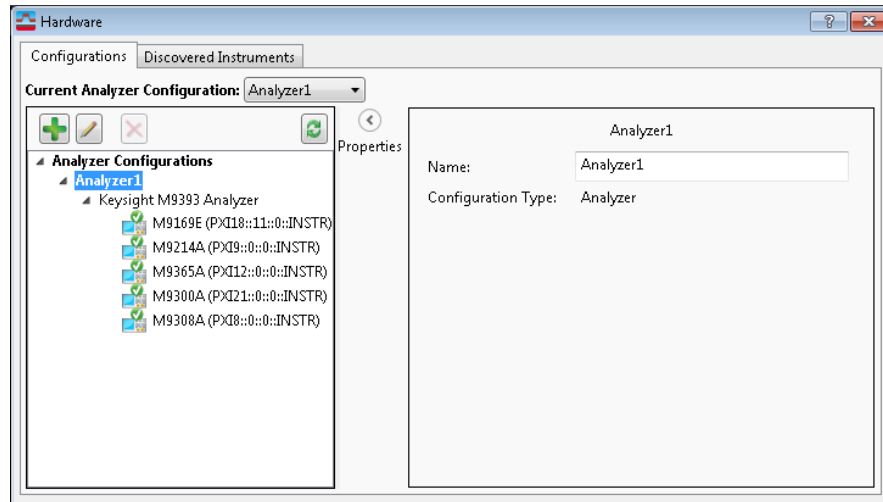 Hardware
Configurations
Discovered Instruments
Current Analyzer Configuration: Analyzer1
Properties
Analyzer Configurations
Analyzer1
Keysight M9393 Analyzer
M9169E (PXI18::11::0::INSTR)
M9214A (PXI9::0::0::INSTR)
M9365A (PXI12::0::0::INSTR)
M9300A (PXI21::0::0::INSTR)
M9308A (PXI8::0::0::INSTR)
Analyzer1
Name: Analyzer1
Configuration Type: Analyzer